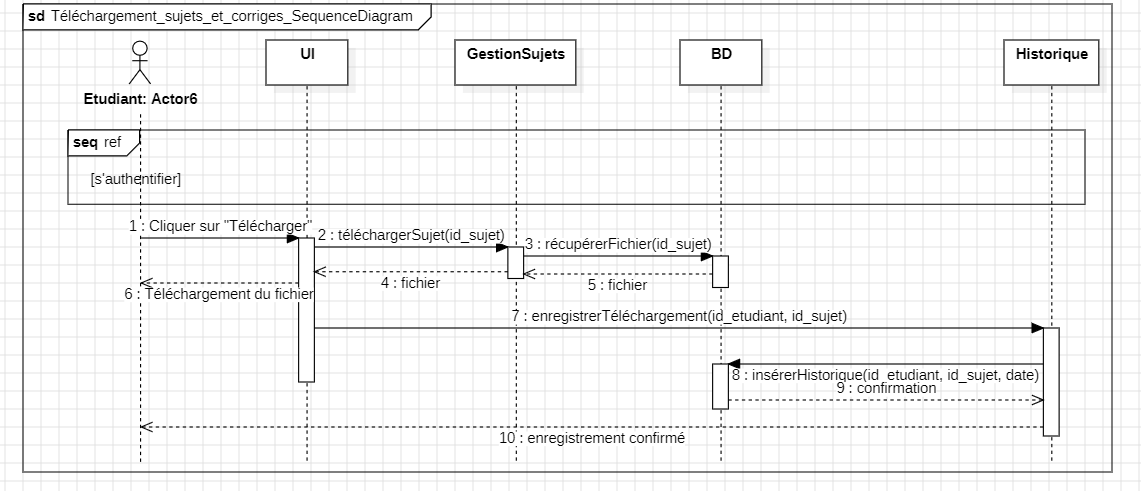 sd Téléchargement_sujets_et_corriges_SequenceDiagram
UI
GestionSujets
BD
Historique
Etudiant: Actor6
seq ref
[s'authentifier]
1 : Cliquer sur "Télécharger"
2 : téléchargerSujet(id_sujet)
3 : récupérerFichier(id_sujet)
4 : fichier
5 : fichier
6 : Téléchargement du fichier
7 : enregistrerTéléchargement(id_etudiant, id_sujet)
8 : insérerHistorique(id_etudiant, id_sujet, date)
9 : confirmation
10 : enregistrement confirmé